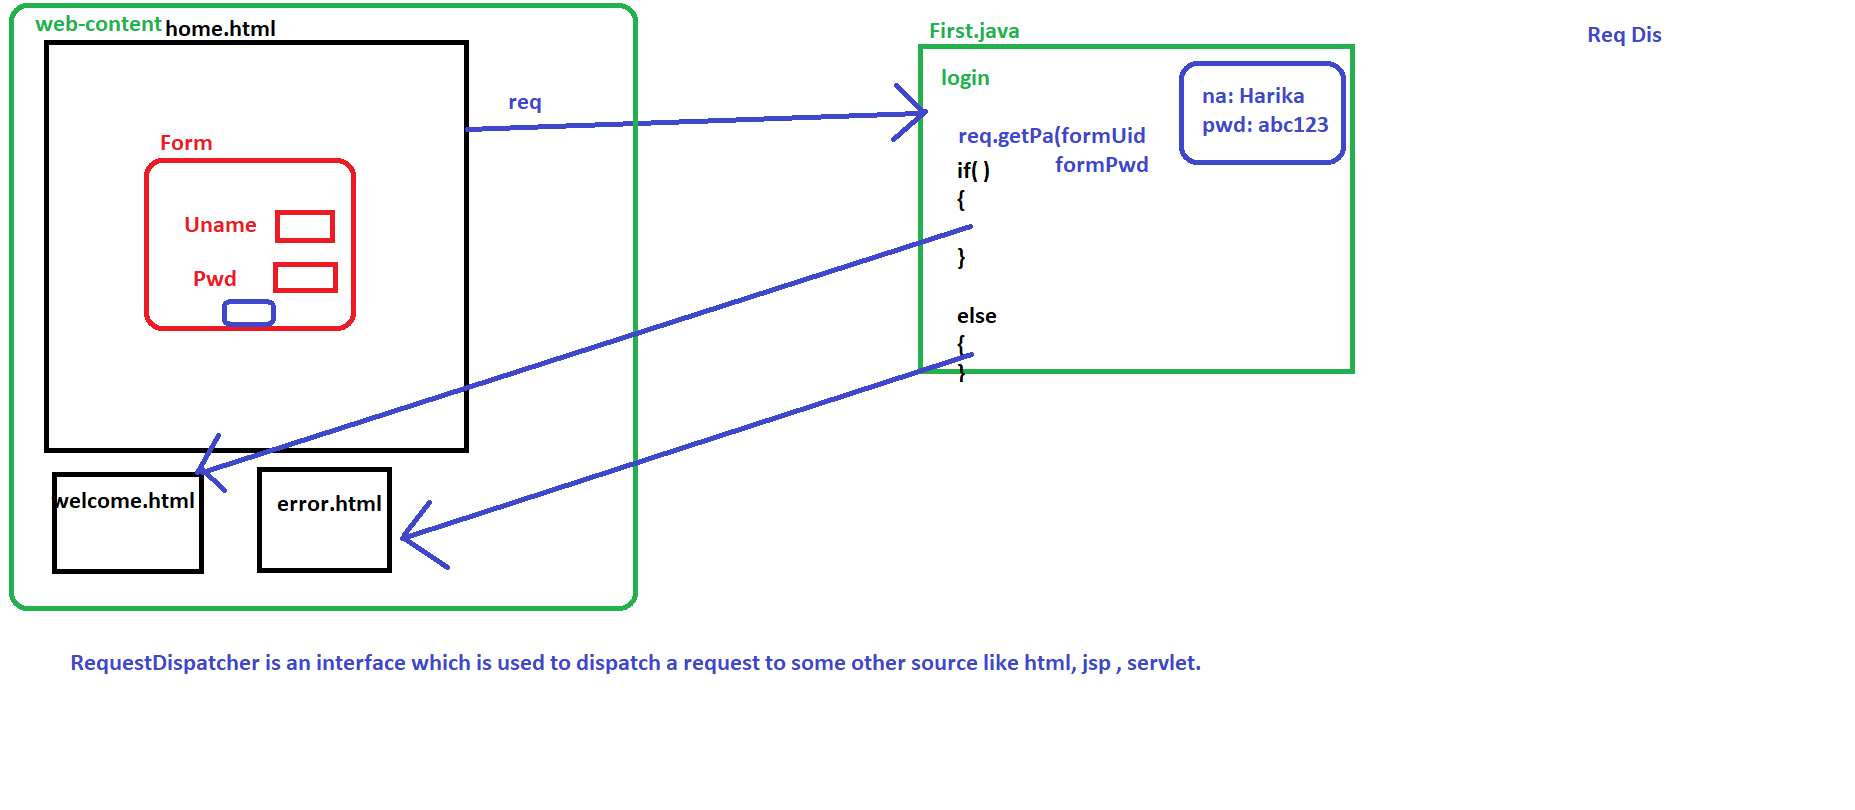 web-content
home.html
Form
Uname
Pwd
welcome.html
error.html
req
First.java
login
req.getPa(formUid
formPwd
if( )
{
}
else
{
}
na: Harika
pwd: abc123
Req Dis
RequestDispatcher is an interface which is used to dispatch a request to some other source like html, jsp , servlet.